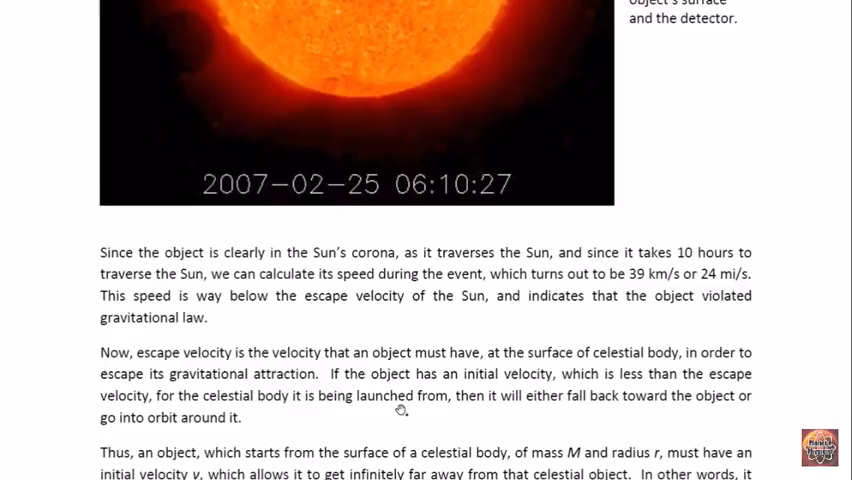 object's surface
and the detector.
2007-02-25 06:10:27
Since the object is clearly in the Sun's corona, as it traverses the Sun, and since it takes 10 hours to
traverse the Sun, we can calculate its speed during the event, which turns out to be 39 km/s or 24 mi/s.
This speed is way below the escape velocity of the Sun, and indicates that the object violated
gravitational law.
Now, escape velocity is the velocity that an object must have, at the surface of celestial body, in order to
escape its gravitational attraction. If the object has an initial velocity, which is less than the escape
velocity, for the celestial body it is being launched from, then it will either fall back toward the object or
go into orbit around it.
Thus, an object, which starts from the surface of a celestial body, of mass M and radius r, must have an
initial velocity v, which allows it to get infinitely far away from that celestial object. In other words, it